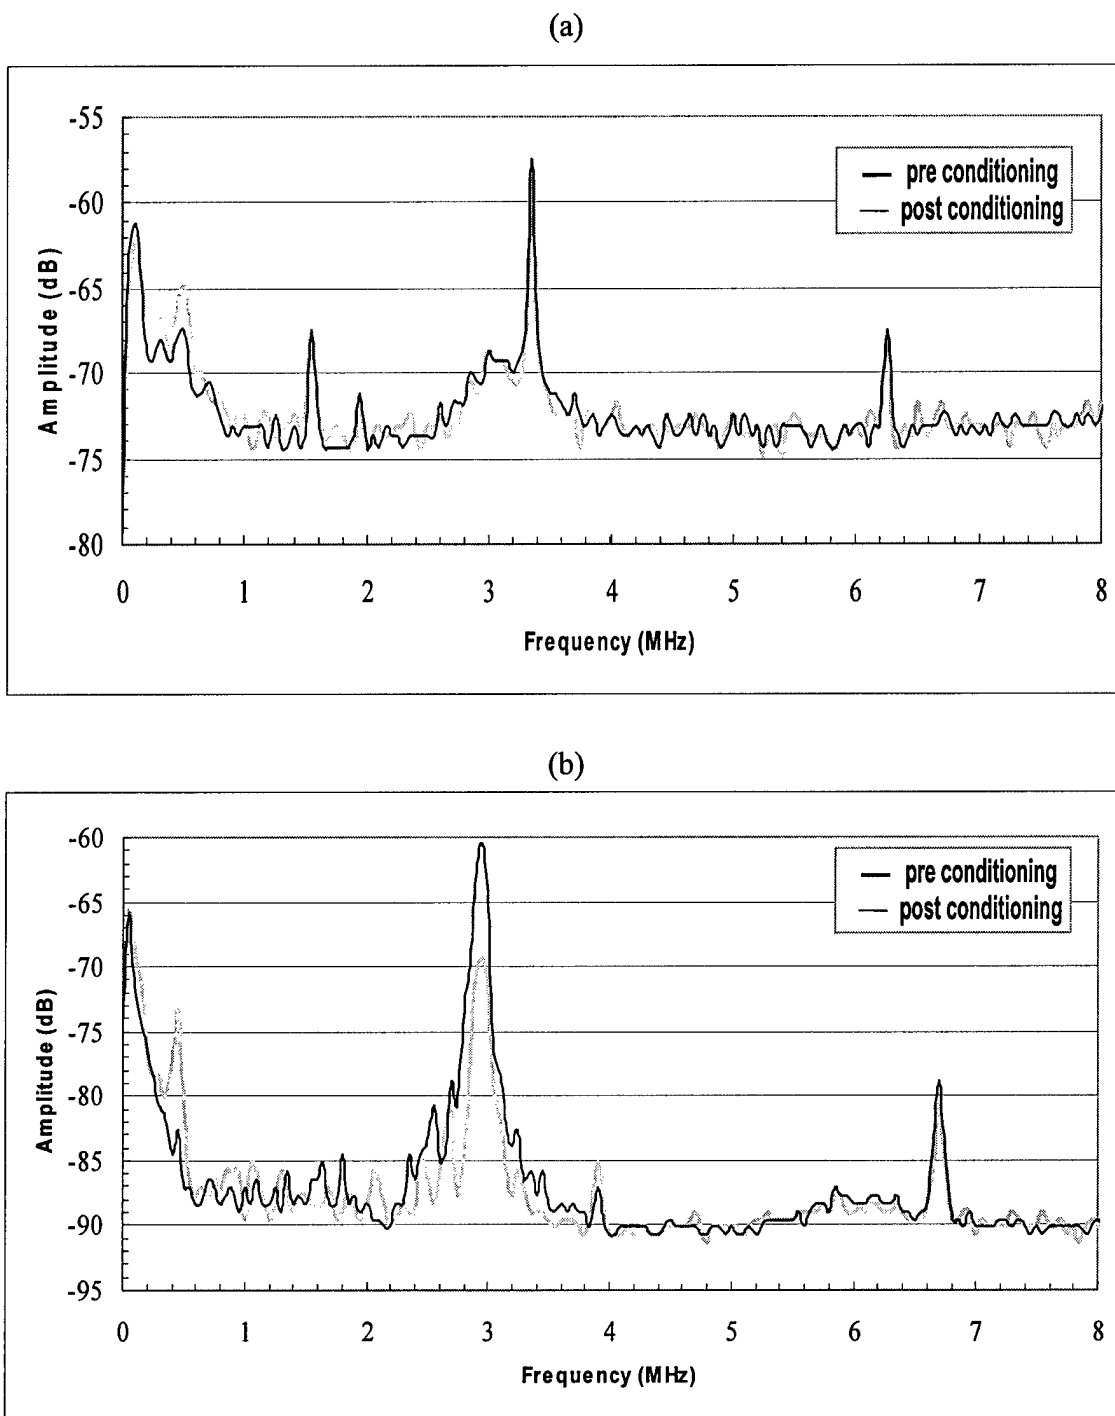 (a)
-55
-60
-65
-70
-75
-80
Amplitude (dB)
pre conditioning
post conditioning
0 1 2 3 4 5 6 7 8
Frequency (MHz)
(b)
-60
-65
-70
-75
-80
-85
-90
-95
Amplitude (dB)
pre conditioning
post conditioning
0 1 2 3 4 5 6 7 8
Frequency (MHz)